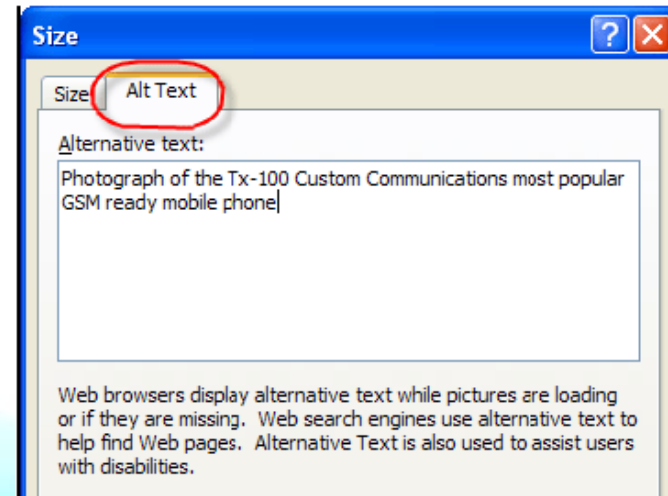 Size
Size Alt Text
Alternative text:
Photograph of the Tx-100 Custom Communications most popular
GSM ready mobile phone
Web browsers display alternative text while pictures are loading
or if they are missing. Web search engines use alternative text to
help find Web pages. Alternative Text is also used to assist users
with disabilities.